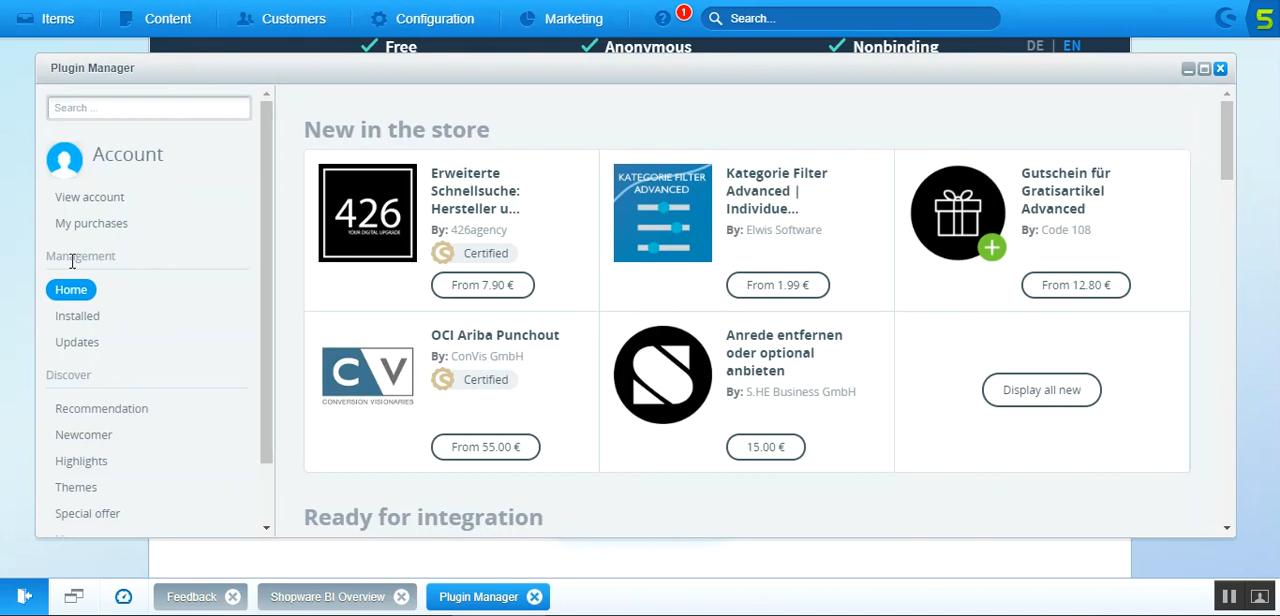 Items
Content
Customers
Configuration
Marketing
1
Search...
Free
Anonymous
Nonbinding
DE | EN
Plugin Manager
Search ...
Account
View account
My purchases
Management
Home
Installed
Updates
Discover
Recommendation
Newcomer
Highlights
Themes
Special offer
New in the store
426
YOUR DIGITAL UPGRADE
Erweiterte
Schnellsuche:
Hersteller u...
By: 426agency
Certified
From 7.90 €
KATEGORIE FILTER
ADVANCED
Kategorie Filter
Advanced |
Individue...
By: Elwis Software
From 1.99 €
Gutschein für
Gratisartikel
Advanced
By: Code 108
From 12.80 €
CV
CONVERSION VISIONARIES
OCI Ariba Punchout
By: ConVis GmbH
Certified
From 55.00 €
S
Anrede entfernen
oder optional
anbieten
By: S.HE Business GmbH
15.00 €
Display all new
Ready for integration
Feedback
Shopware BI Overview
Plugin Manager